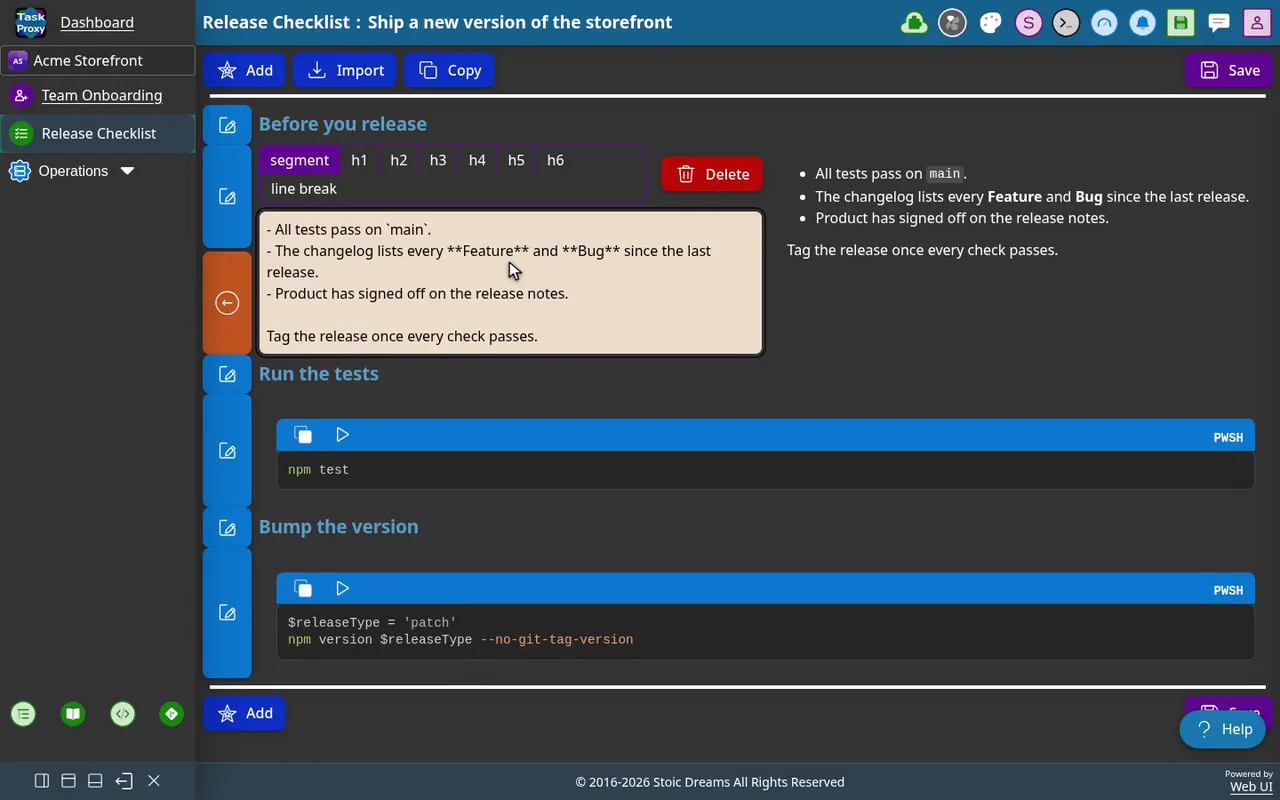 Task
Proxy
Dashboard
Release Checklist : Ship a new version of the storefront
S
AS
Acme Storefront
Team Onboarding
Release Checklist
Operations
Add
Import
Copy
Save
Before you release
segment
h1
h2
h3
h4
h5
h6
line break
Delete
- All tests pass on `main`.
- The changelog lists every **Feature** and **Bug** since the last
release.
- Product has signed off on the release notes.
Tag the release once every check passes.
• All tests pass on main.
• The changelog lists every Feature and Bug since the last release.
• Product has signed off on the release notes.
Tag the release once every check passes.
Run the tests
PWSH
npm test
Bump the version
PWSH
$releaseType = 'patch'
npm version $releaseType --no-git-tag-version
Add
Save
Help
© 2016-2026 Stoic Dreams All Rights Reserved
Powered by
Web UI